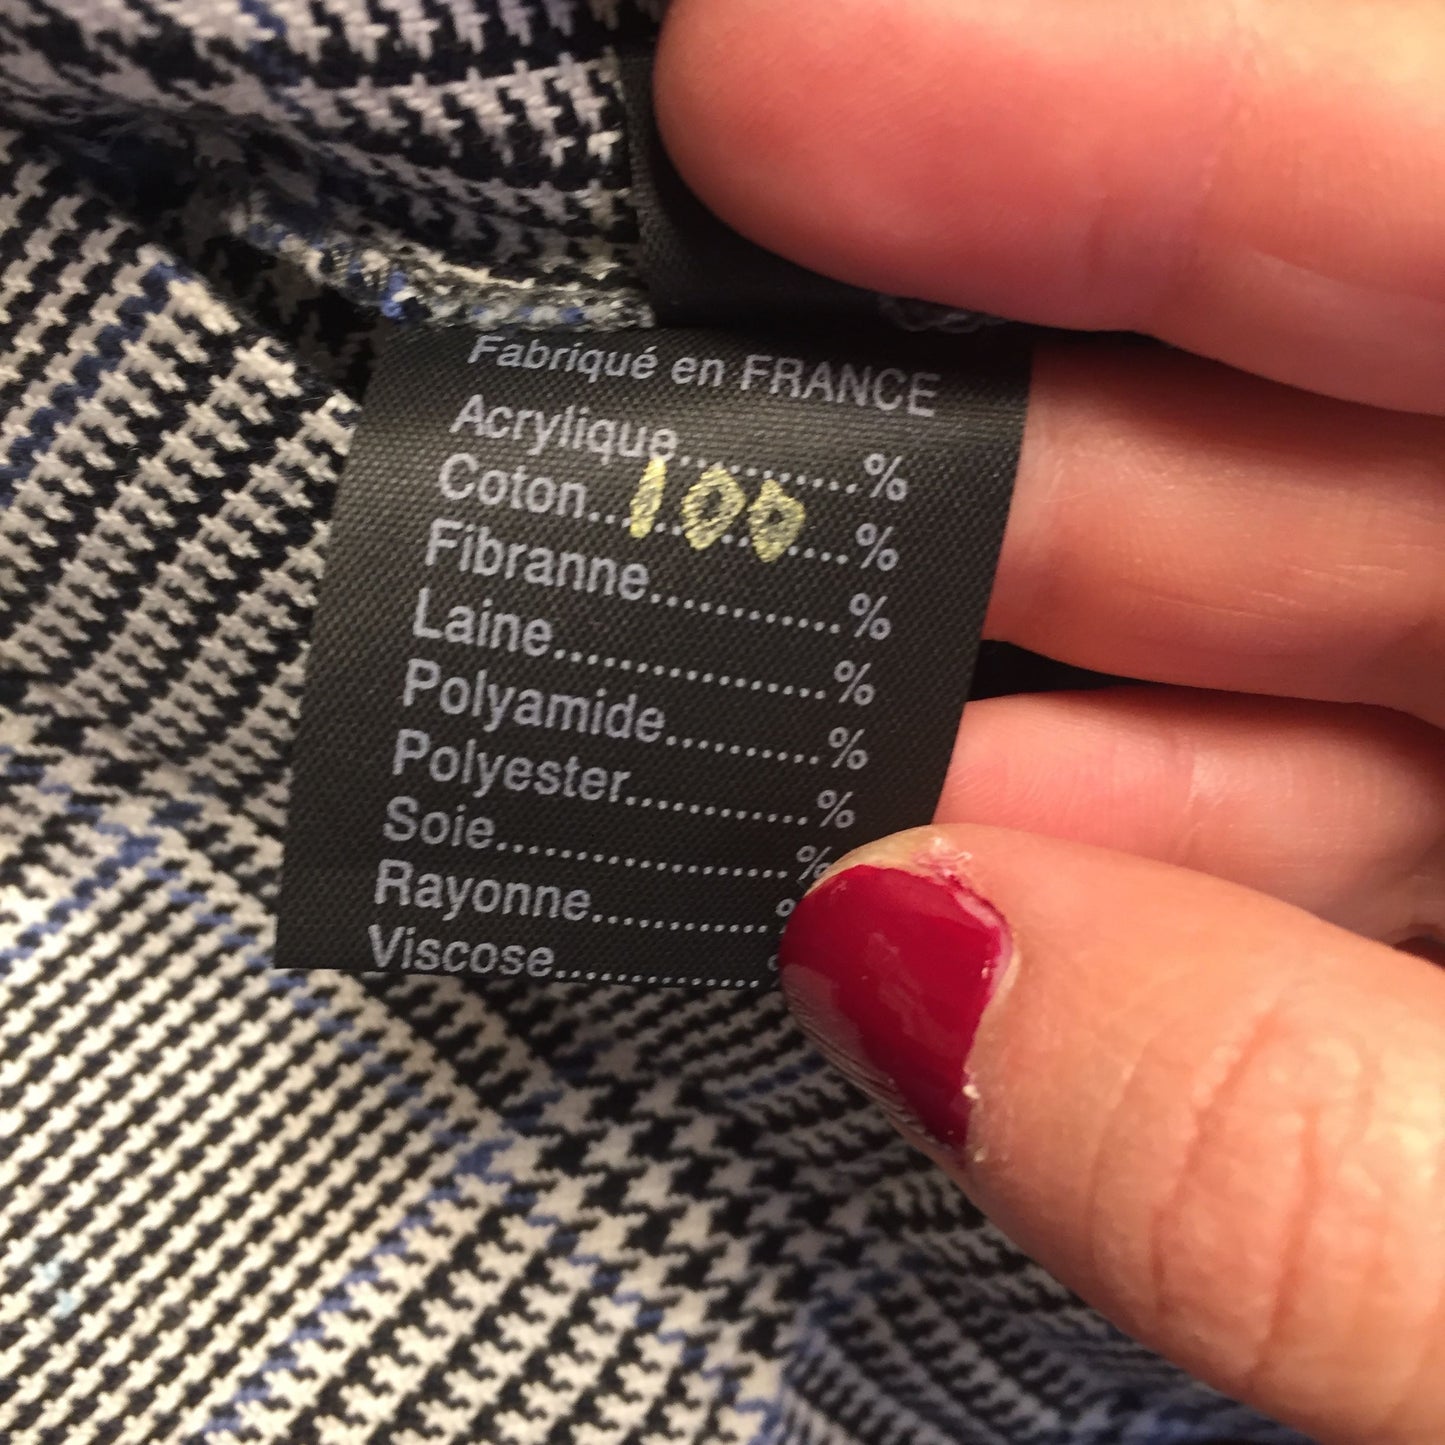 Fabriqué en FRANCE
Acrylique..............%
Coton...100....%
Fibranne............%
Laine.................%
Polyamide..........%
Polyester............%
Soie...................%
Rayonne............%
Viscose..............